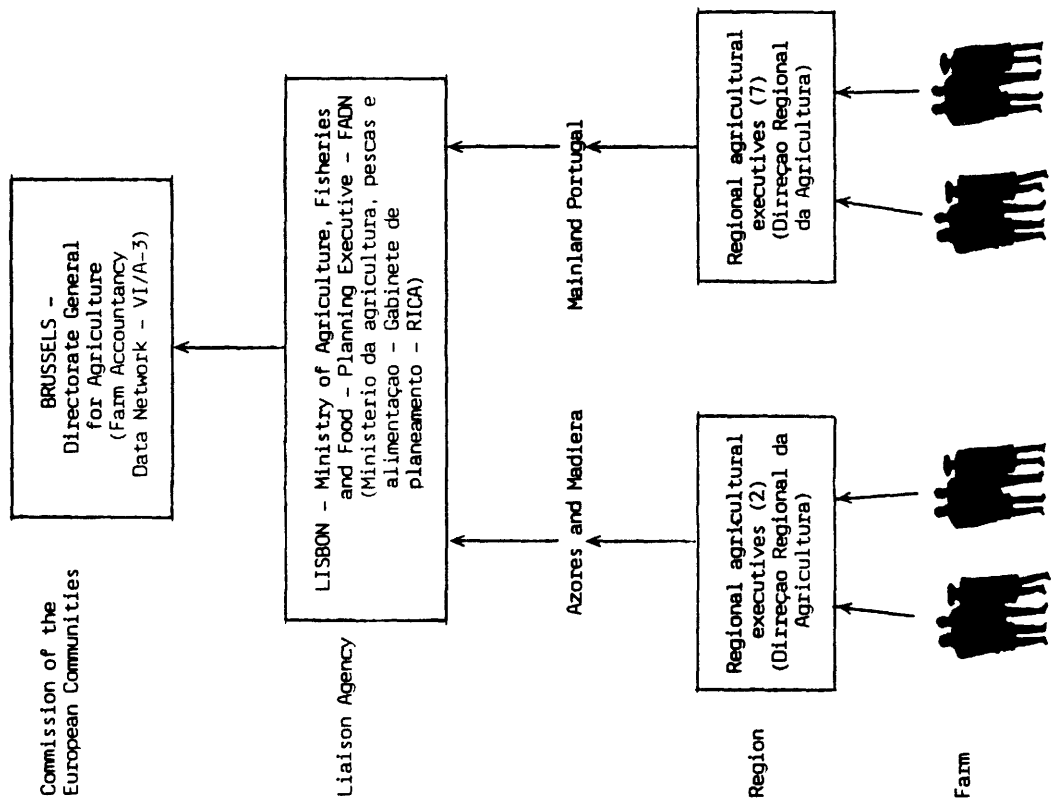 Commission of the
European Communities
BRUSSELS -
Directorate General
for Agriculture
(Farm Accountancy
Data Network - VI/A-3)
Liaison Agency
LISBON - Ministry of Agriculture, Fisheries
and Food - Planning Executive - FADN
(Ministerio da agricultura, pescas e
alimentaçao - Gabinete de
planeamento - RICA)
Azores and Madiera
Mainland Portugal
Region
Regional agricultural
executives (2)
(Dirreçao Regional da
Agricultura)
Regional agricultural
executives (7)
(Dirreçao Regional
da Agricultura)
Farm